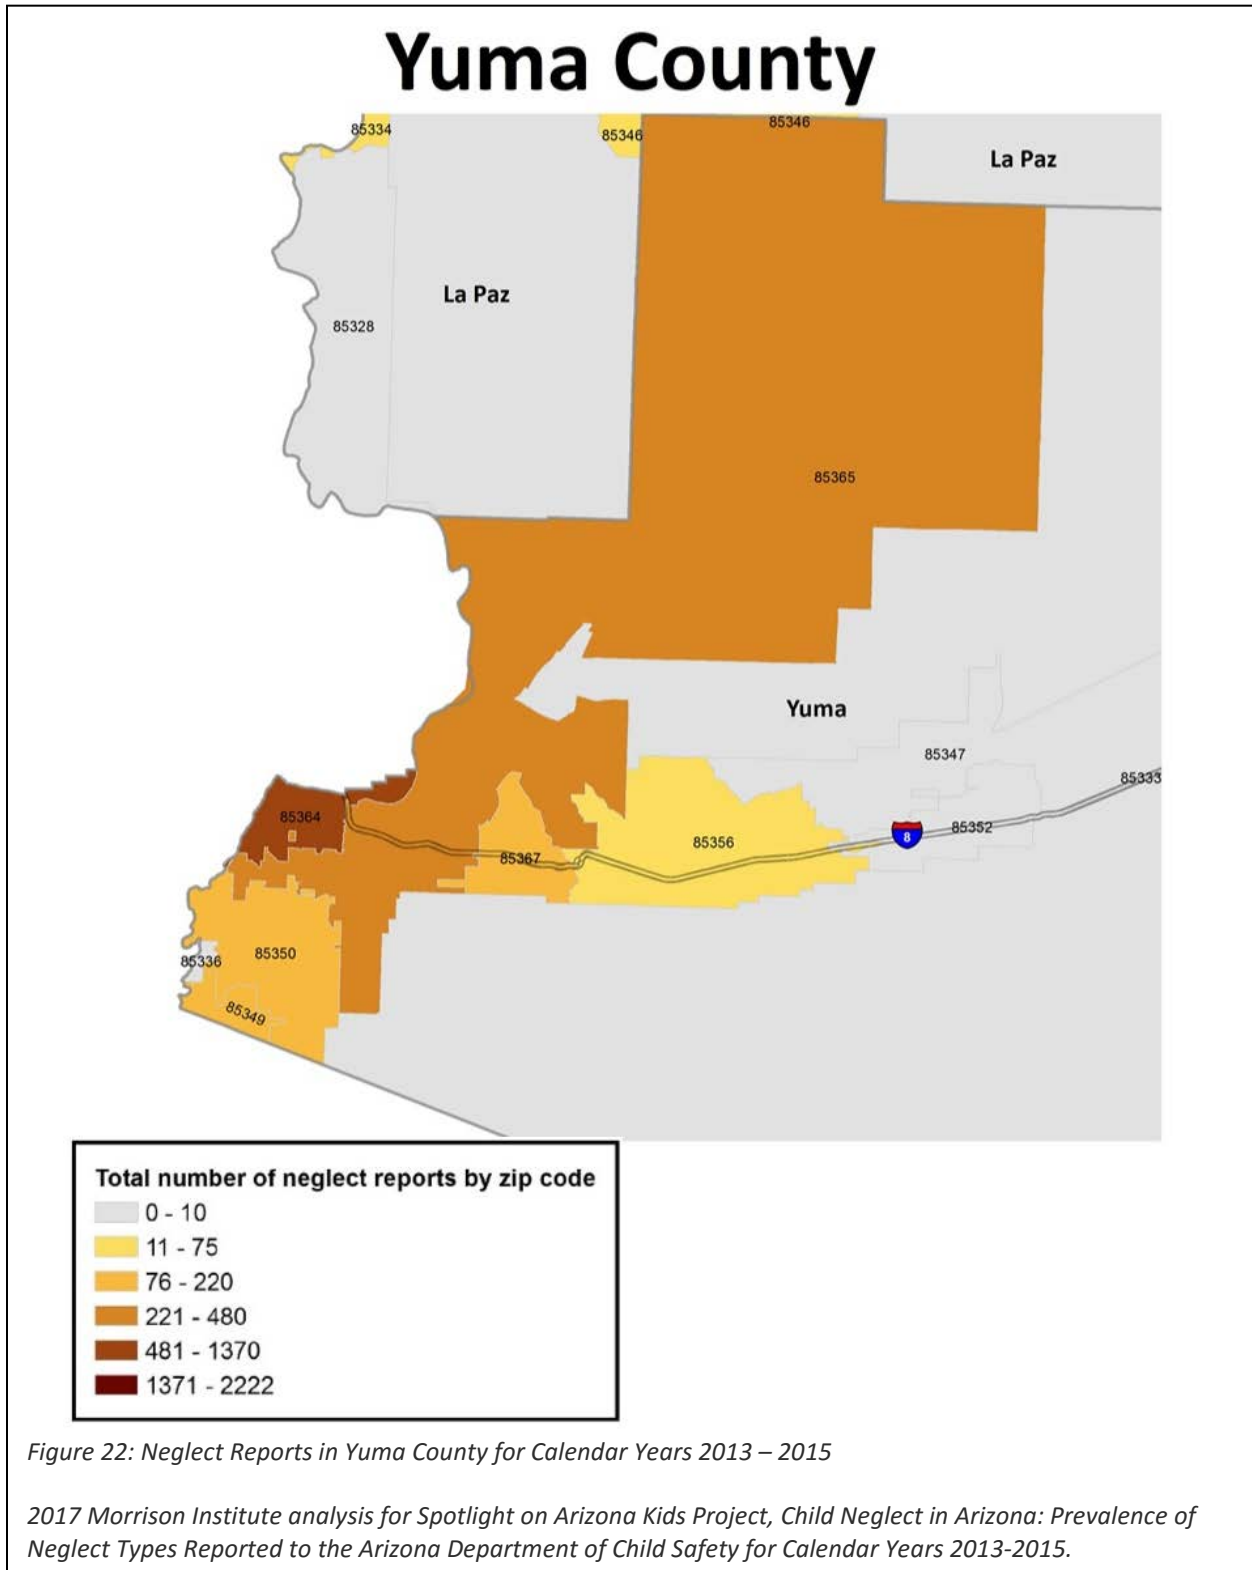 Yuma County
85334
85346
85346
La Paz
La Paz
85328
85365
Yuma
85347
85333
85364
8
85352
85356
85367
85336
85350
85349
Total number of neglect reports by zip code
0 - 10
11 - 75
76 - 220
221 - 480
481 - 1370
1371 - 2222
Figure 22: Neglect Reports in Yuma County for Calendar Years 2013 – 2015
2017 Morrison Institute analysis for Spotlight on Arizona Kids Project, Child Neglect in Arizona: Prevalence of
Neglect Types Reported to the Arizona Department of Child Safety for Calendar Years 2013-2015.